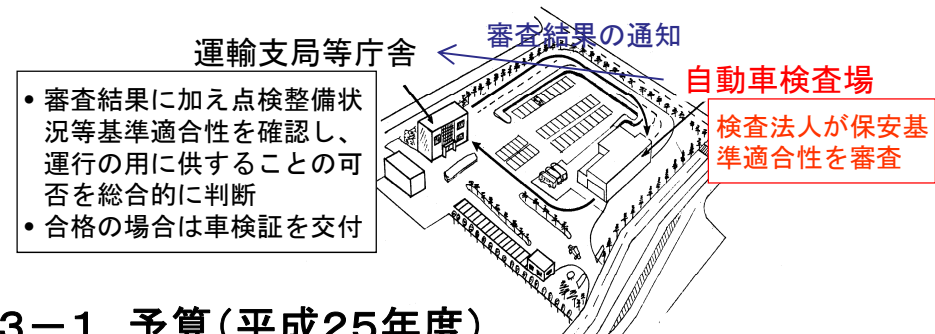 審査結果の通知
運輸支局等庁舎
自動車検査場
• 審査結果に加え点検整備状
況等基準適合性を確認し、
運行の用に供することの可
否を総合的に判断
• 合格の場合は車検証を交付
検査法人が保安基
準適合性を審査
3－1 予算（平成25年度）